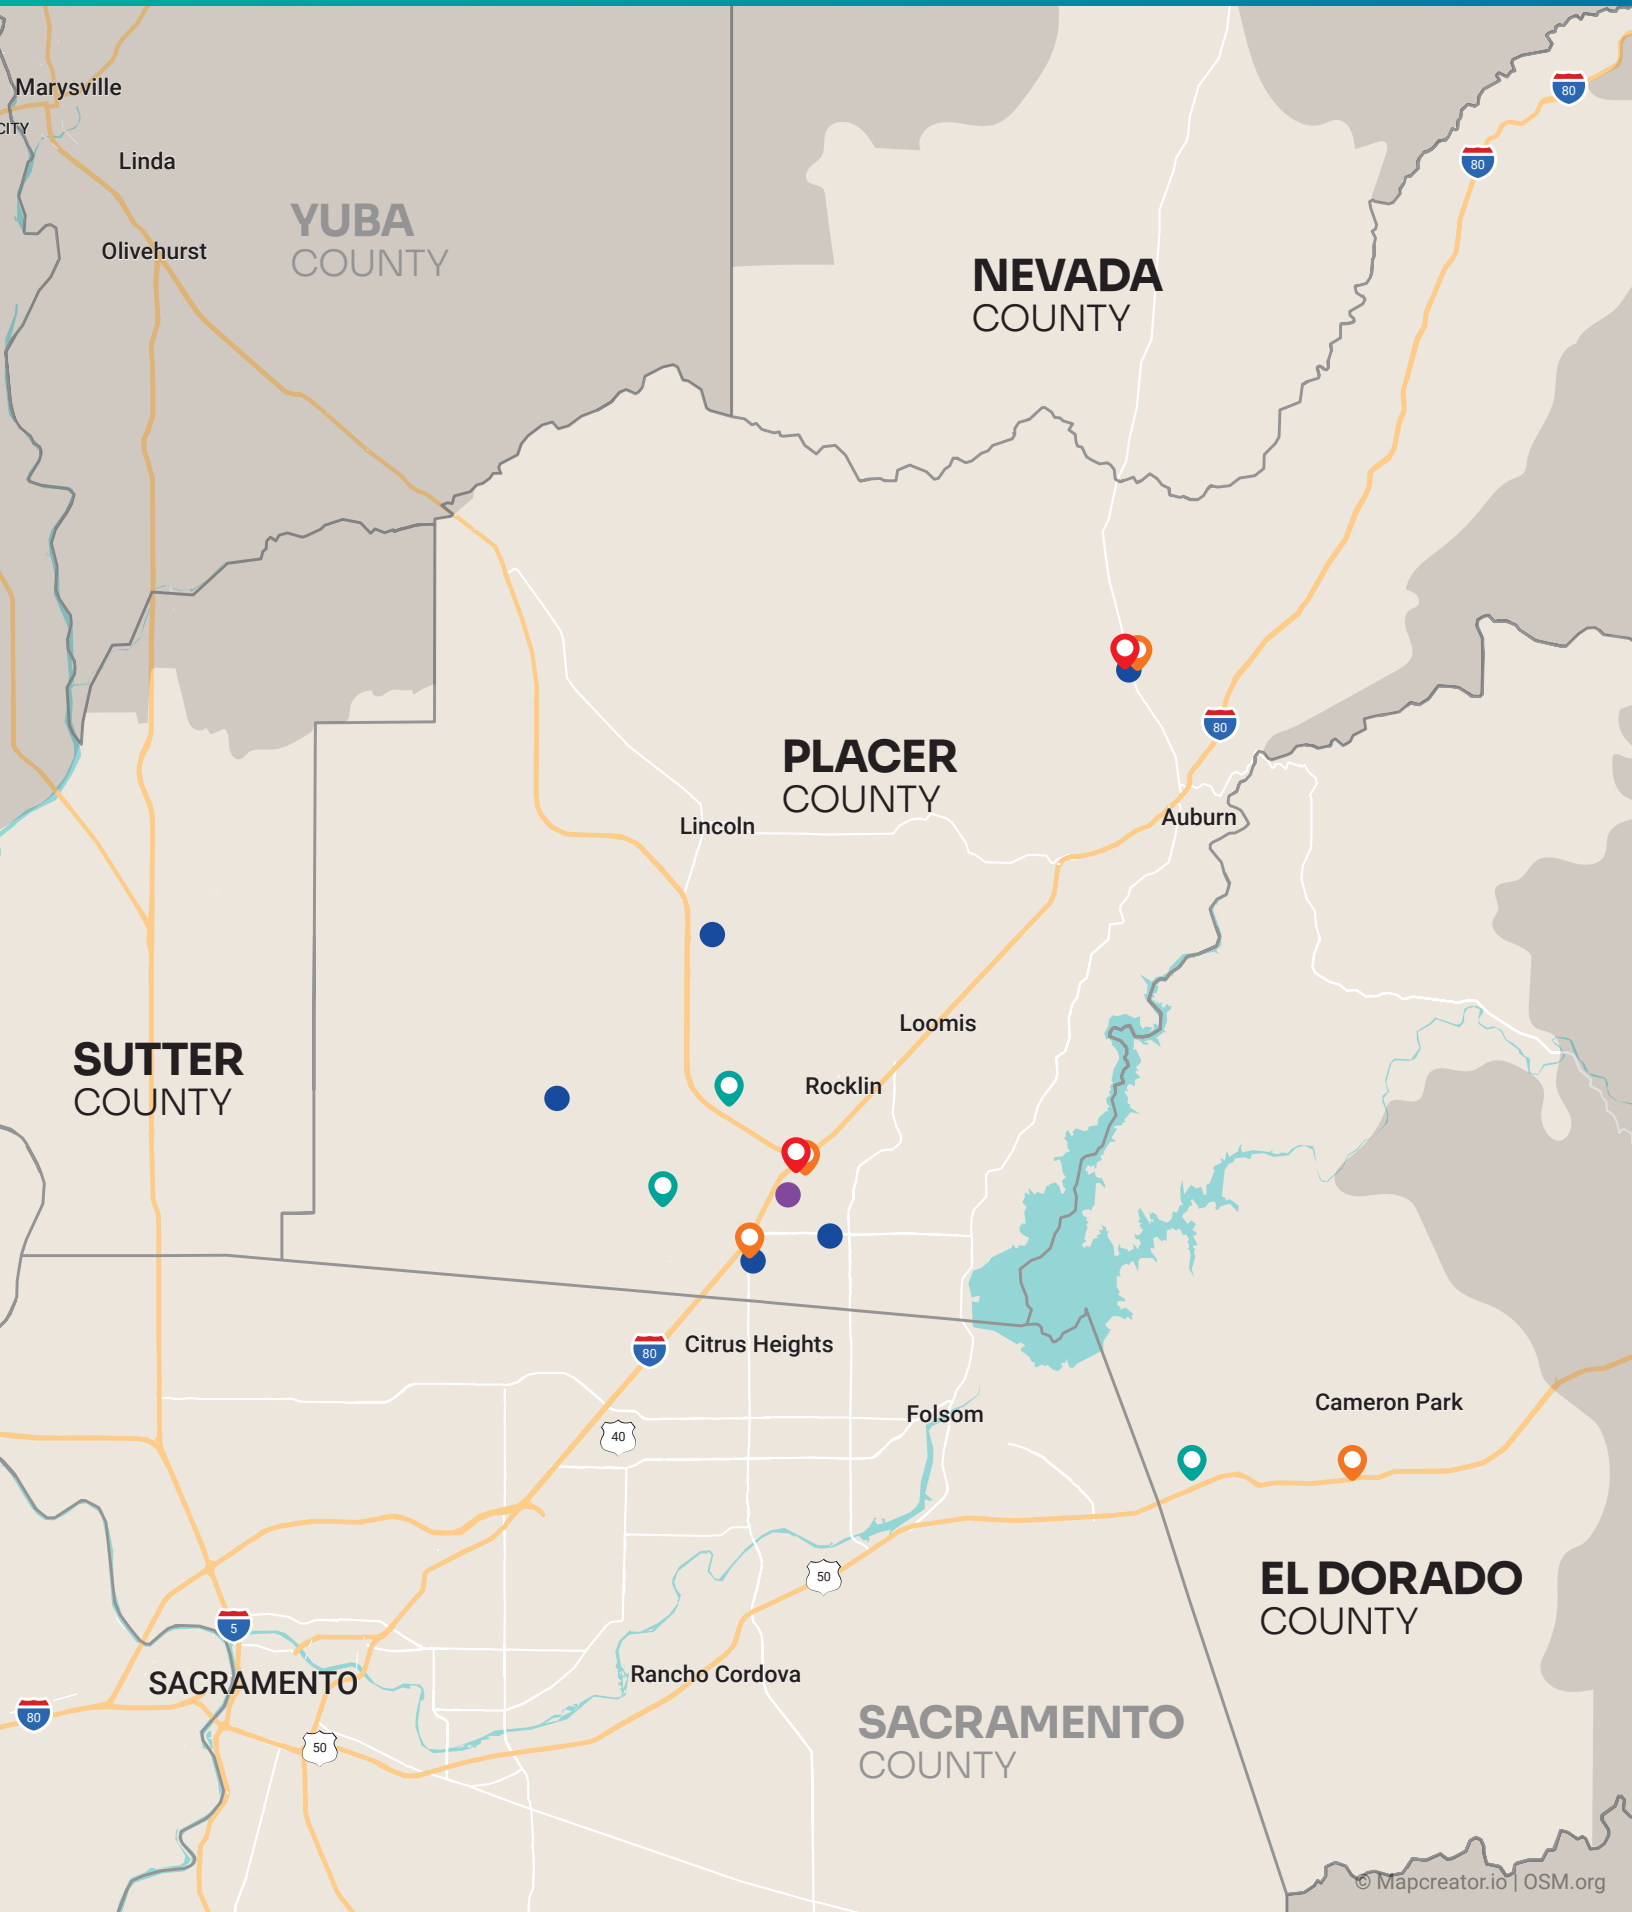 80
Marysville
CITY
80
Linda
YUBA
COUNTY
Olivehurst
NEVADA
COUNTY
80
PLACER
COUNTY
Auburn
Lincoln
Loomis
SUTTER
COUNTY
Rocklin
80
Citrus Heights
Cameron Park
Folsom
40
50
EL DORADO
COUNTY
5
SACRAMENTO
Rancho Cordova
80
SACRAMENTO
COUNTY
50
© Mapcreator.io | OSM.org